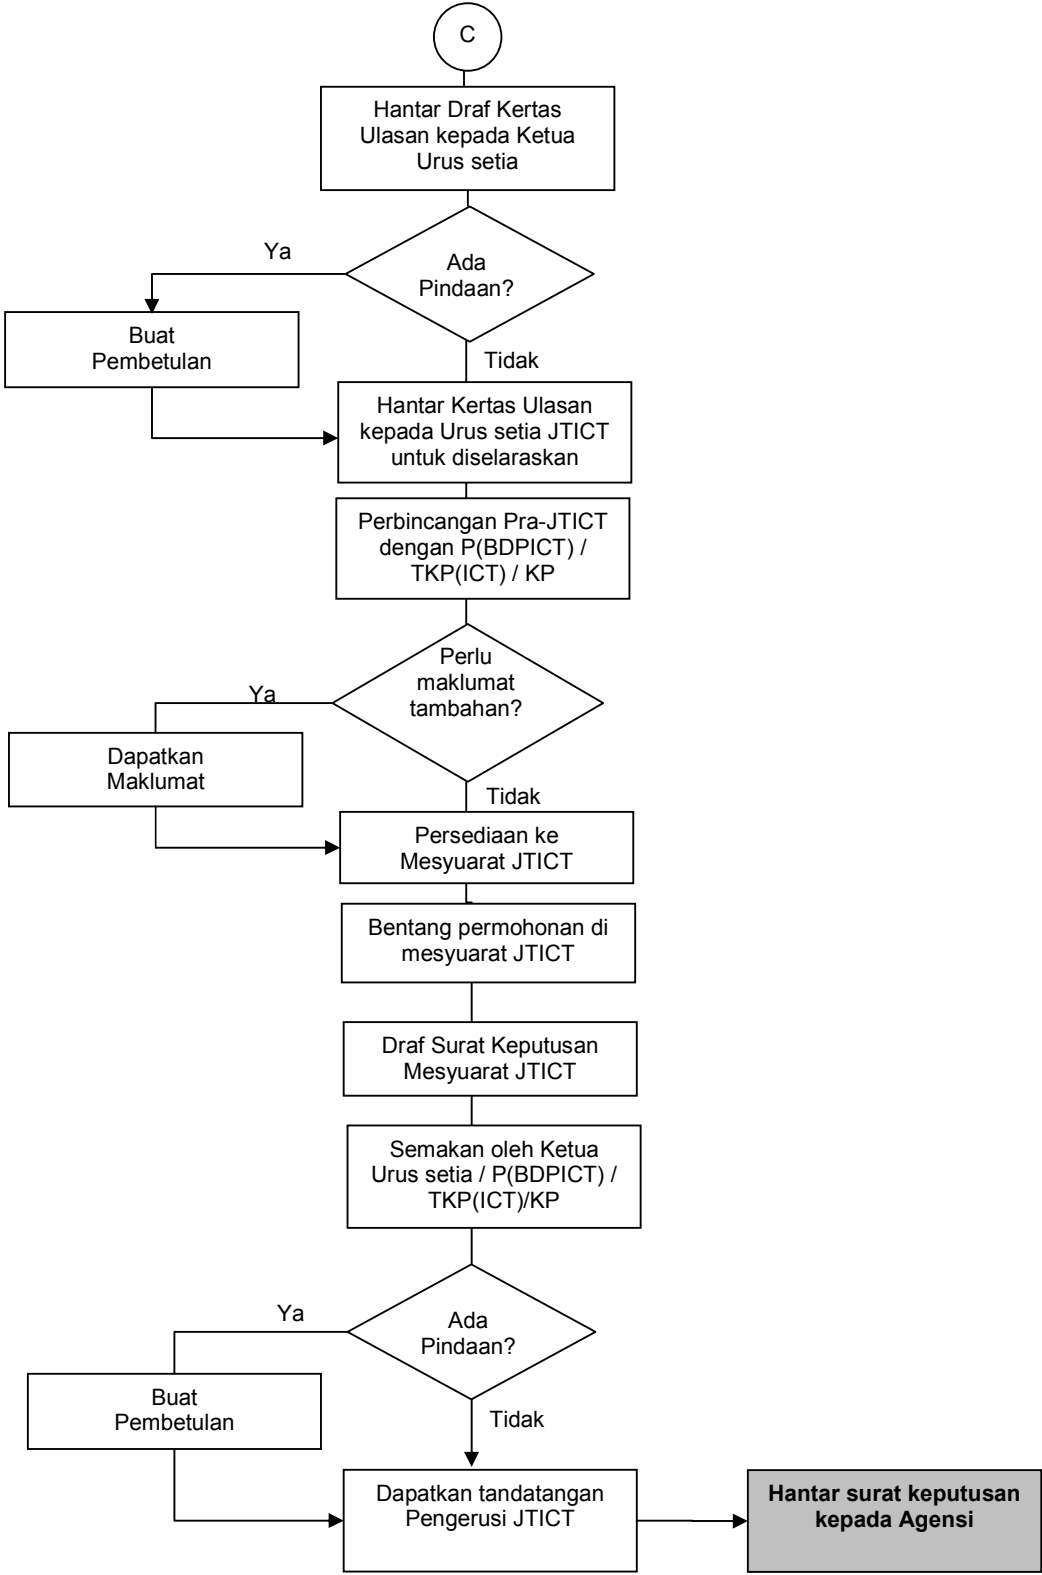 C
Hantar Draf Kertas
Ulasan kepada Ketua
Urus setia
Ya
Ada
Pindaan?
Buat
Pembetulan
Tidak
Hantar Kertas Ulasan
kepada Urus setia JTICT
untuk diselaraskan
Perbincangan Pra-JTICT
dengan P(BDPICT) /
TKP(ICT) / KP
Perlu
maklumat
tambahan?
Ya
Dapatkan
Maklumat
Tidak
Persediaan ke
Mesyuarat JTICT
Bentang permohonan di
mesyuarat JTICT
Draf Surat Keputusan
Mesyuarat JTICT
Semakan oleh Ketua
Urus setia / P(BDPICT) /
TKP(ICT)/KP
Ya
Ada
Pindaan?
Buat
Pembetulan
Tidak
Dapatkan tandatangan
Pengerusi JTICT
Hantar surat keputusan
kepada Agensi